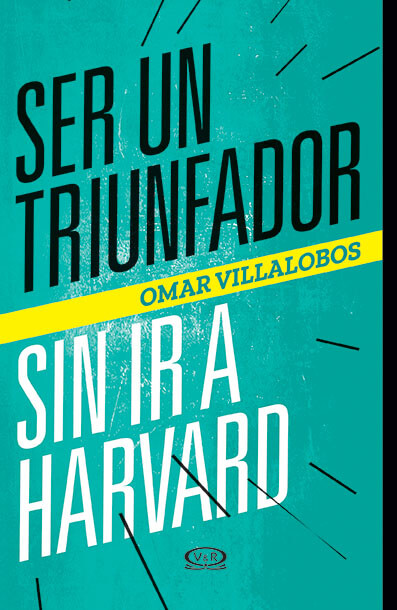 SER UN
TRIUNFADOR
OMAR VILLALOBOS
SIN IR A
HARVARD
V&R